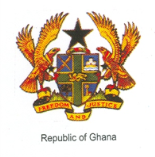 FREEDOM AND JUSTICE
Republic of Ghana